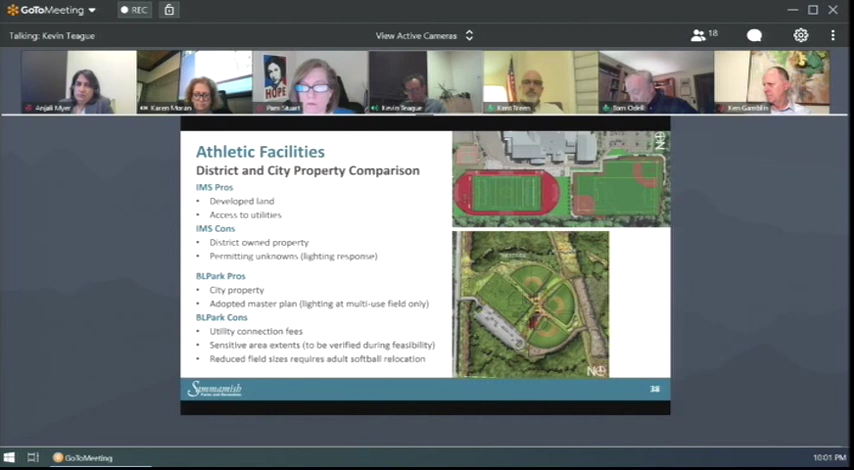 GoToMeeting
REC
Talking: Kevin Teague
View Active Cameras
18
HOPE
Anjali Myer
Karen Moran
Pam Stuart
Kevin Teague
Kent Treen
Tom Odell
Ken Gamblin
Athletic Facilities
District and City Property Comparison
IMS Pros
• Developed land
• Access to utilities
IMS Cons
• District owned property
• Permitting unknowns (lighting response)
BLPark Pros
• City property
• Adopted master plan (lighting at multi-use field only)
BLPark Cons
• Utility connection fees
• Sensitive area extents (to be verified during feasibility)
• Reduced field sizes requires adult softball relocation
N
N
Sammamish
Parks and Recreation
38
GoToMeeting
10:01 PM